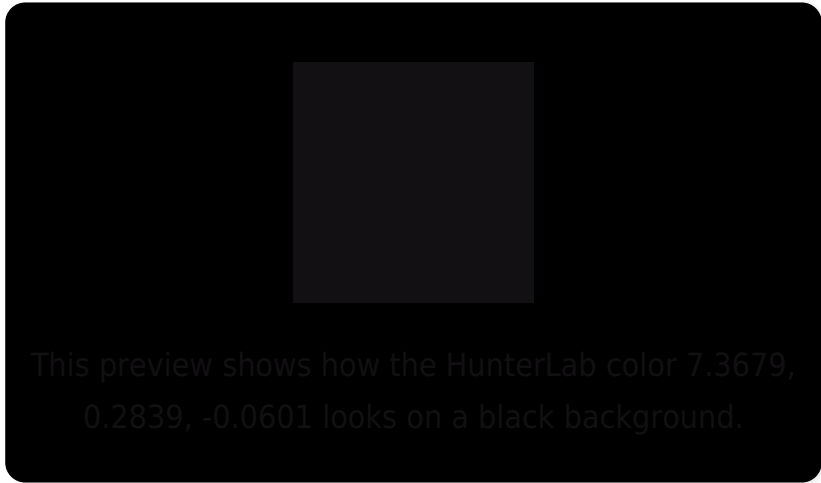 This preview shows how the HunterLab color 7.3679,
0.2839, -0.0601 looks on a black background.